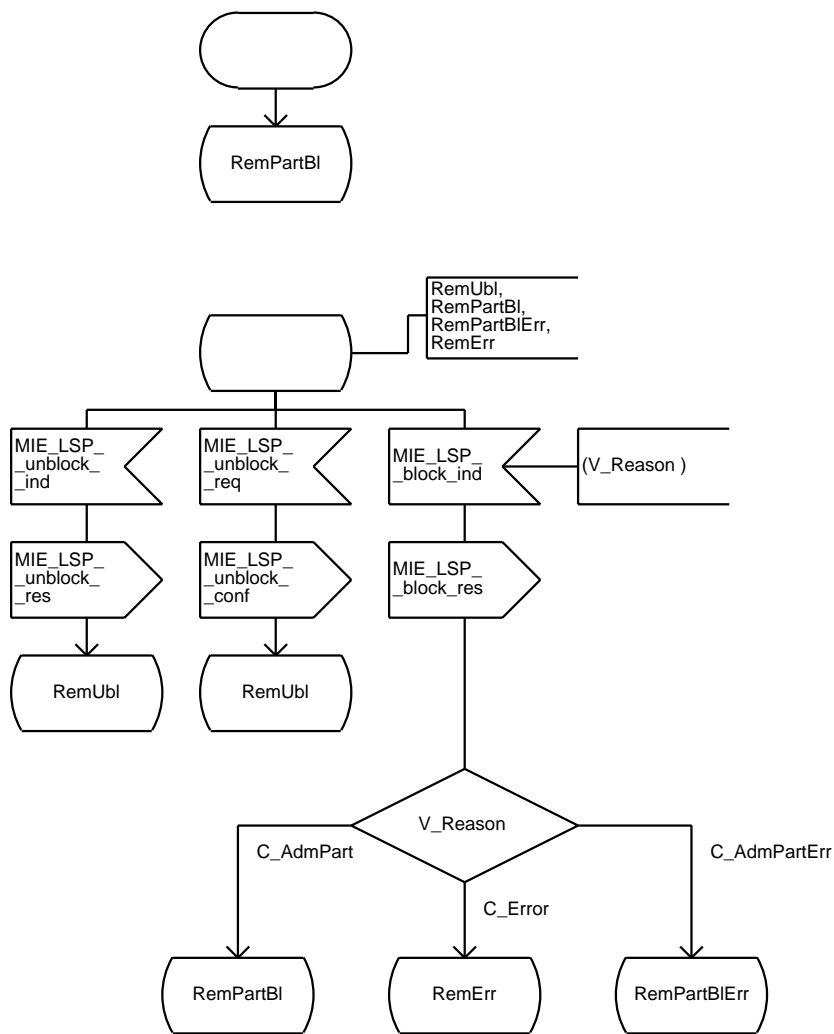 RemPartBl
RemUbl,
RemPartBl,
RemPartBlErr,
RemErr
MIE_LSP_
_unblock_
_ind
MIE_LSP_
_unblock_
_req
MIE_LSP_
_block_ind
(V_Reason )
MIE_LSP_
_unblock_
_res
MIE_LSP_
_unblock_
_conf
MIE_LSP_
_block_res
RemUbl
RemUbl
V_Reason
C_AdmPart
C_AdmPartErr
C_Error
RemPartBl
RemErr
RemPartBlErr